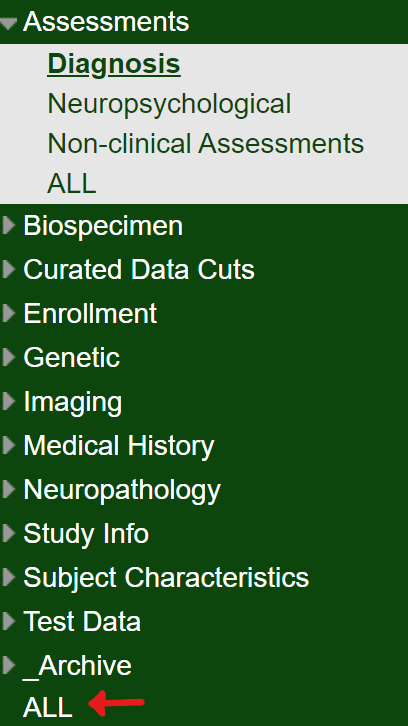 Assessments
Diagnosis
Neuropsychological
Non-clinical Assessments
ALL
Biospecimen
Curated Data Cuts
Enrollment
Genetic
Imaging
Medical History
Neuropathology
Study Info
Subject Characteristics
Test Data
_Archive
ALL